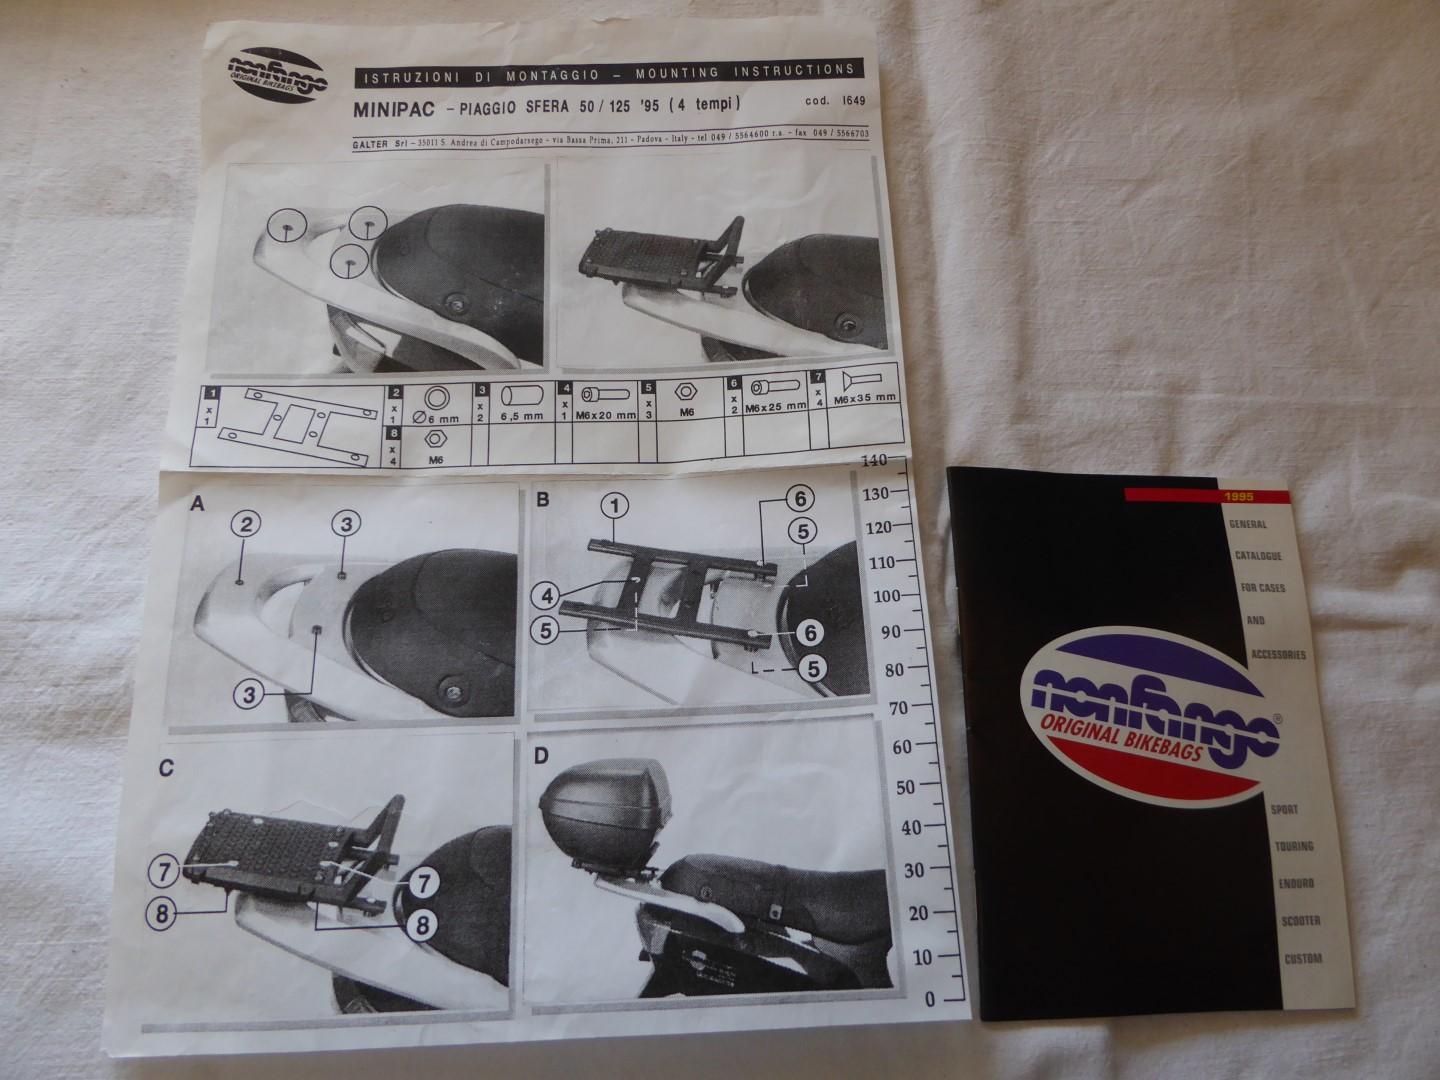 nonfango
ORIGINAL BIKEBAGS
ISTRUZIONI DI MONTAGGIO – MOUNTING INSTRUCTIONS
MINIPAC – PIAGGIO SFERA 50 / 125 '95 ( 4 tempi ) cod. I649
GALTER Srl – 35011 S. Andrea di Campodarsego - via Bassa Prima, 211 - Padova - Italy - tel 049 / 5564600 r.a. - fax 049 / 5566703
1 x 1
2 x 1 ∅ 6 mm
3 x 2 6,5 mm
4 x 1 M6x20 mm
5 x 3 M6
6 x 2 M6x25 mm
7 x 4 M6x35 mm
8 x 4 M6
A
2
3
3
B
1
6
5
4
5
6
5
C
7
7
8
8
D
140
130
120
110
100
90
80
70
60
50
40
30
20
10
0
1995
GENERAL
CATALOGUE
FOR CASES
AND
ACCESSORIES
nonfango®
ORIGINAL BIKEBAGS
SPORT
TOURING
ENDURO
SCOOTER
CUSTOM